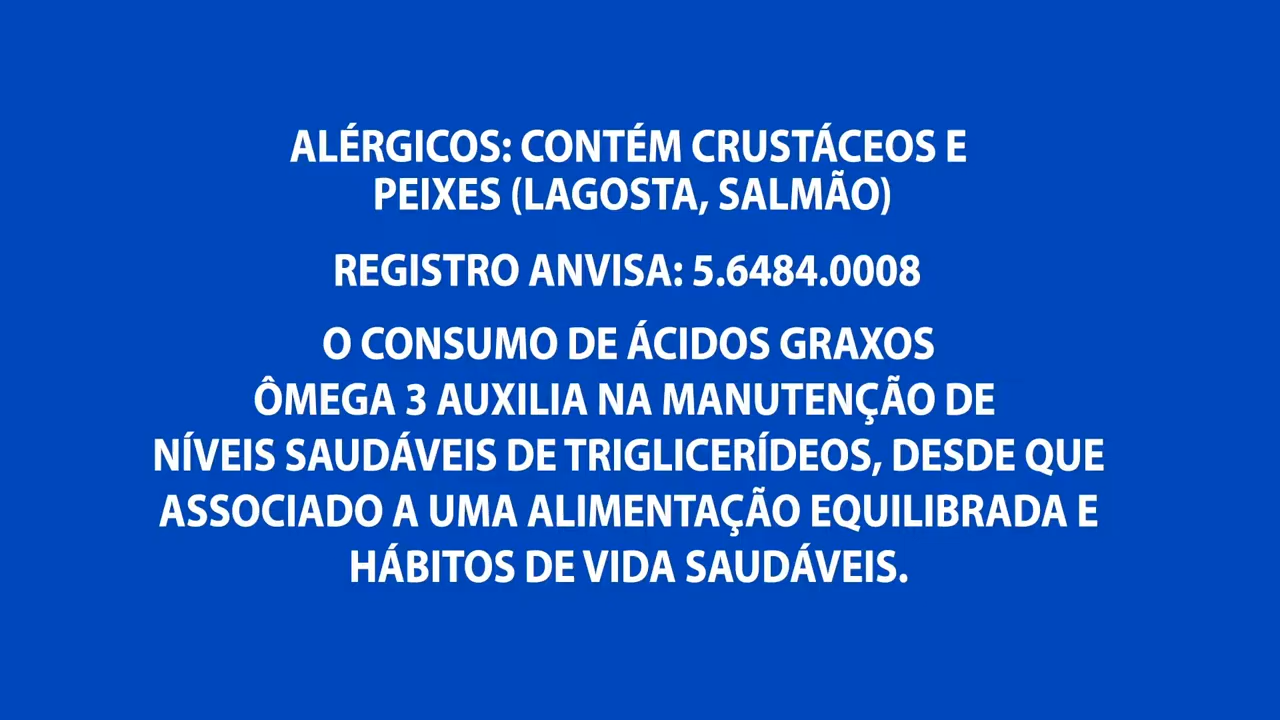 ALÉRGICOS: CONTÉM CRUSTÁCEOS E
PEIXES (LAGOSTA, SALMÃO)
REGISTRO ANVISA: 5.6484.0008
O CONSUMO DE ÁCIDOS GRAXOS
ÔMEGA 3 AUXILIA NA MANUTENÇÃO DE
NÍVEIS SAUDÁVEIS DE TRIGLICERÍDEOS, DESDE QUE
ASSOCIADO A UMA ALIMENTAÇÃO EQUILIBRADA E
HÁBITOS DE VIDA SAUDÁVEIS.